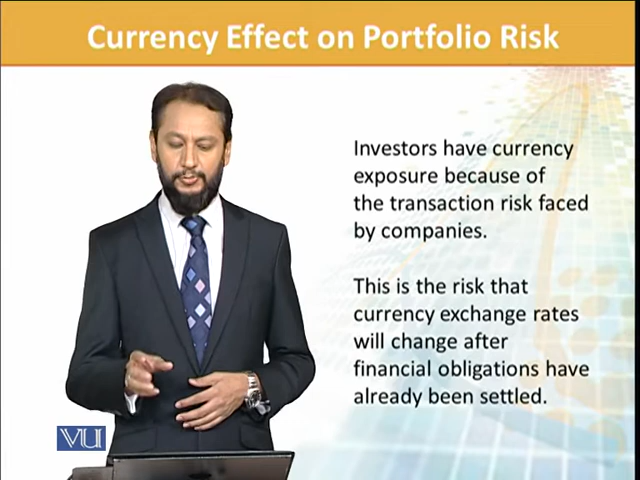 Currency Effect on Portfolio Risk
Investors have currency
exposure because of
the transaction risk faced
by companies.
This is the risk that
currency exchange rates
will change after
financial obligations have
already been settled.
VU